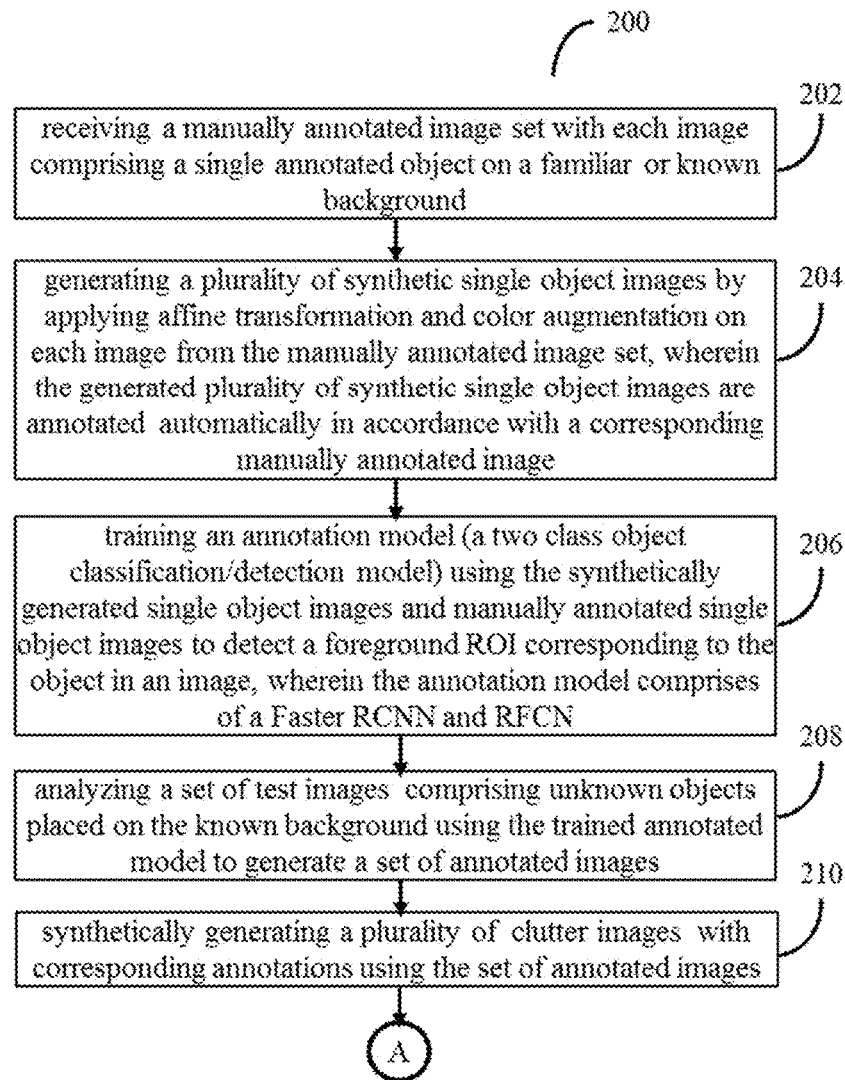 200
202
receiving a manually annotated image set with each image
comprising a single annotated object on a familiar or known
background
204
generating a plurality of synthetic single object images by
applying affine transformation and color augmentation on
each image from the manually annotated image set, wherein
the generated plurality of synthetic single object images are
annotated automatically in accordance with a corresponding
manually annotated image
206
training an annotation model (a two class object
classification/detection model) using the synthetically
generated single object images and manually annotated single
object images to detect a foreground ROI corresponding to the
object in an image, wherein the annotation model comprises
of a Faster RCNN and RFCN
208
analyzing a set of test images comprising unknown objects
placed on the known background using the trained annotated
model to generate a set of annotated images
210
synthetically generating a plurality of clutter images with
corresponding annotations using the set of annotated images
A